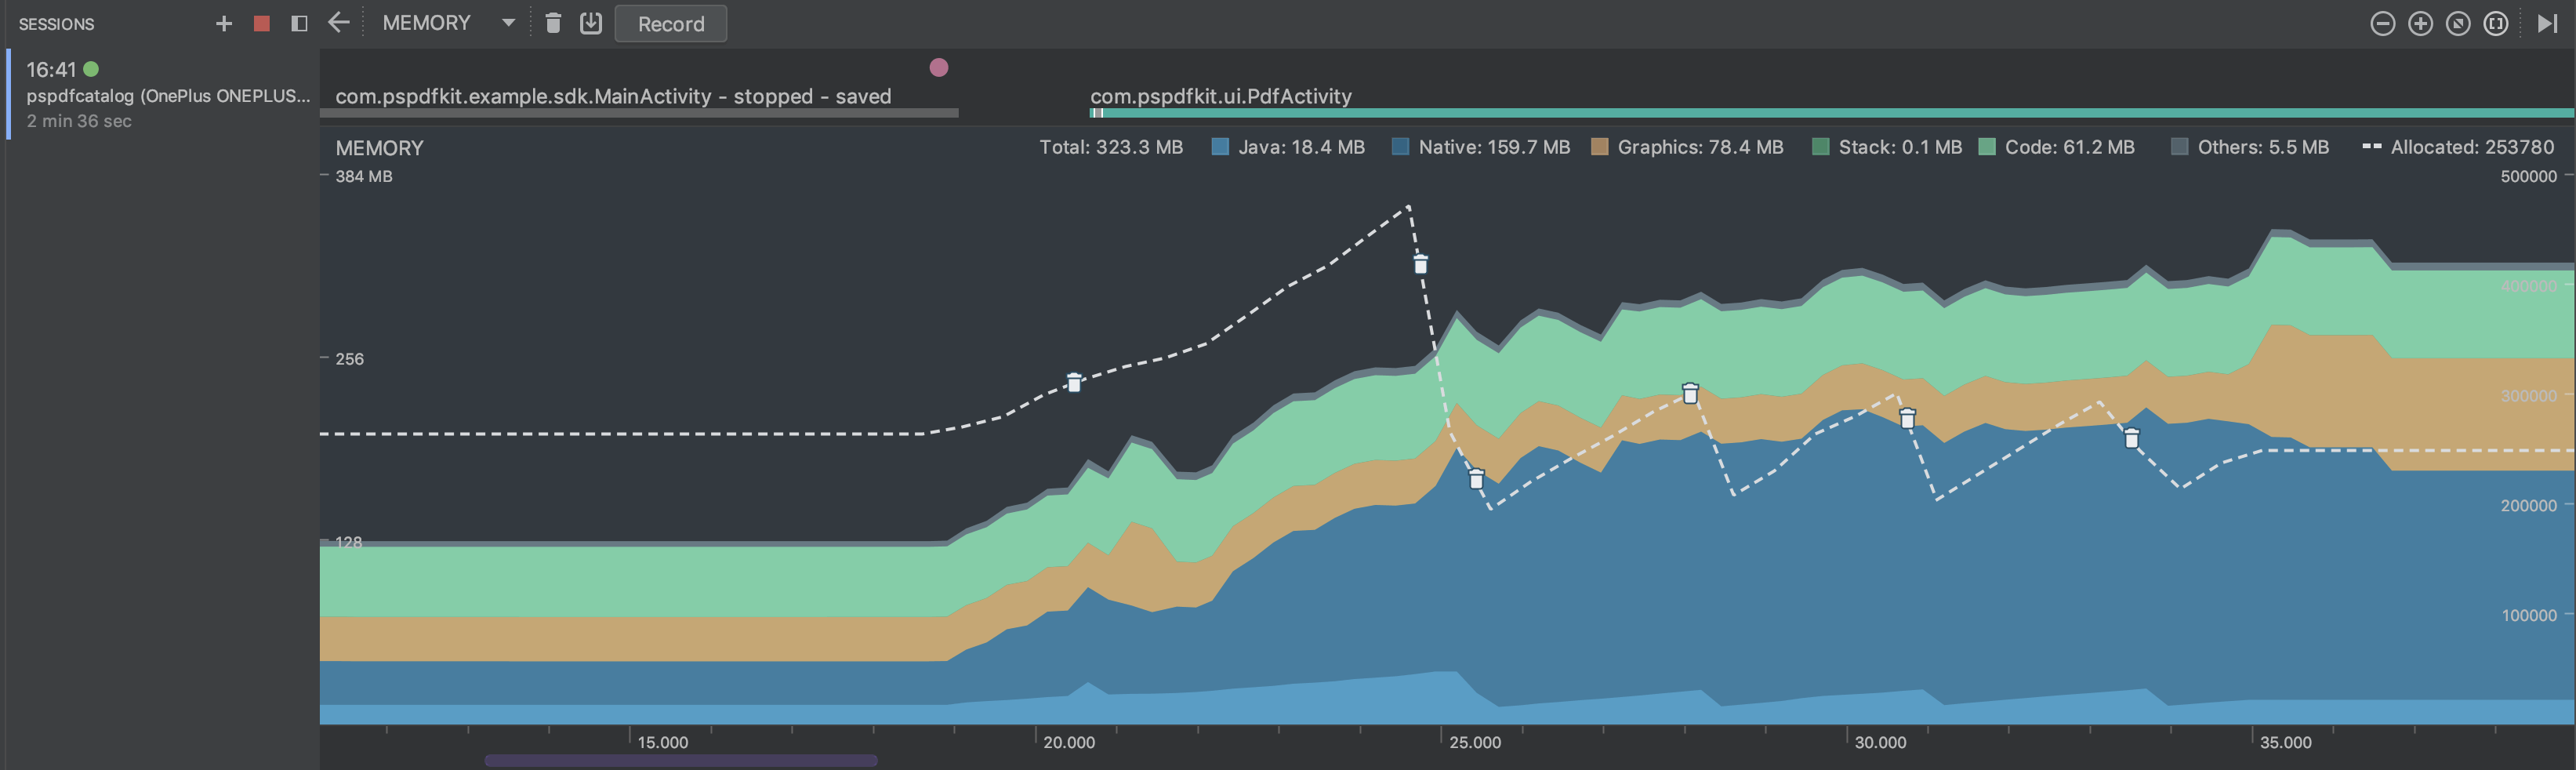 SESSIONS
MEMORY
Record
16:41
pspdfcatalog (OnePlus ONEPLUS...
2 min 36 sec
com.pspdfkit.example.sdk.MainActivity - stopped - saved
com.pspdfkit.ui.PdfActivity
MEMORY
Total: 323.3 MB
Java: 18.4 MB
Native: 159.7 MB
Graphics: 78.4 MB
Stack: 0.1 MB
Code: 61.2 MB
Others: 5.5 MB
Allocated: 253780
384 MB
500000
400000
256
300000
200000
128
100000
15.000
20.000
25.000
30.000
35.000